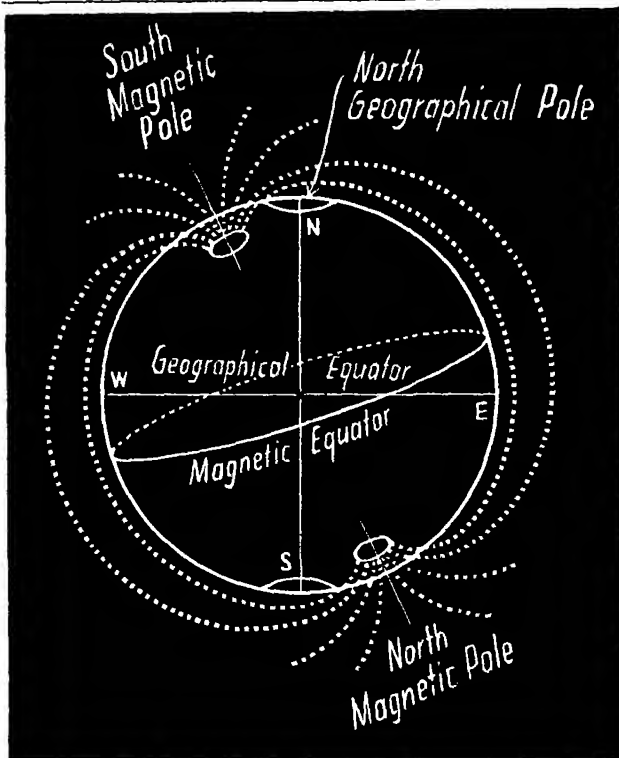 South
Magnetic
Pole
North
Geographical Pole
N
Geographical Equator
W
E
Magnetic Equator
S
North
Magnetic Pole